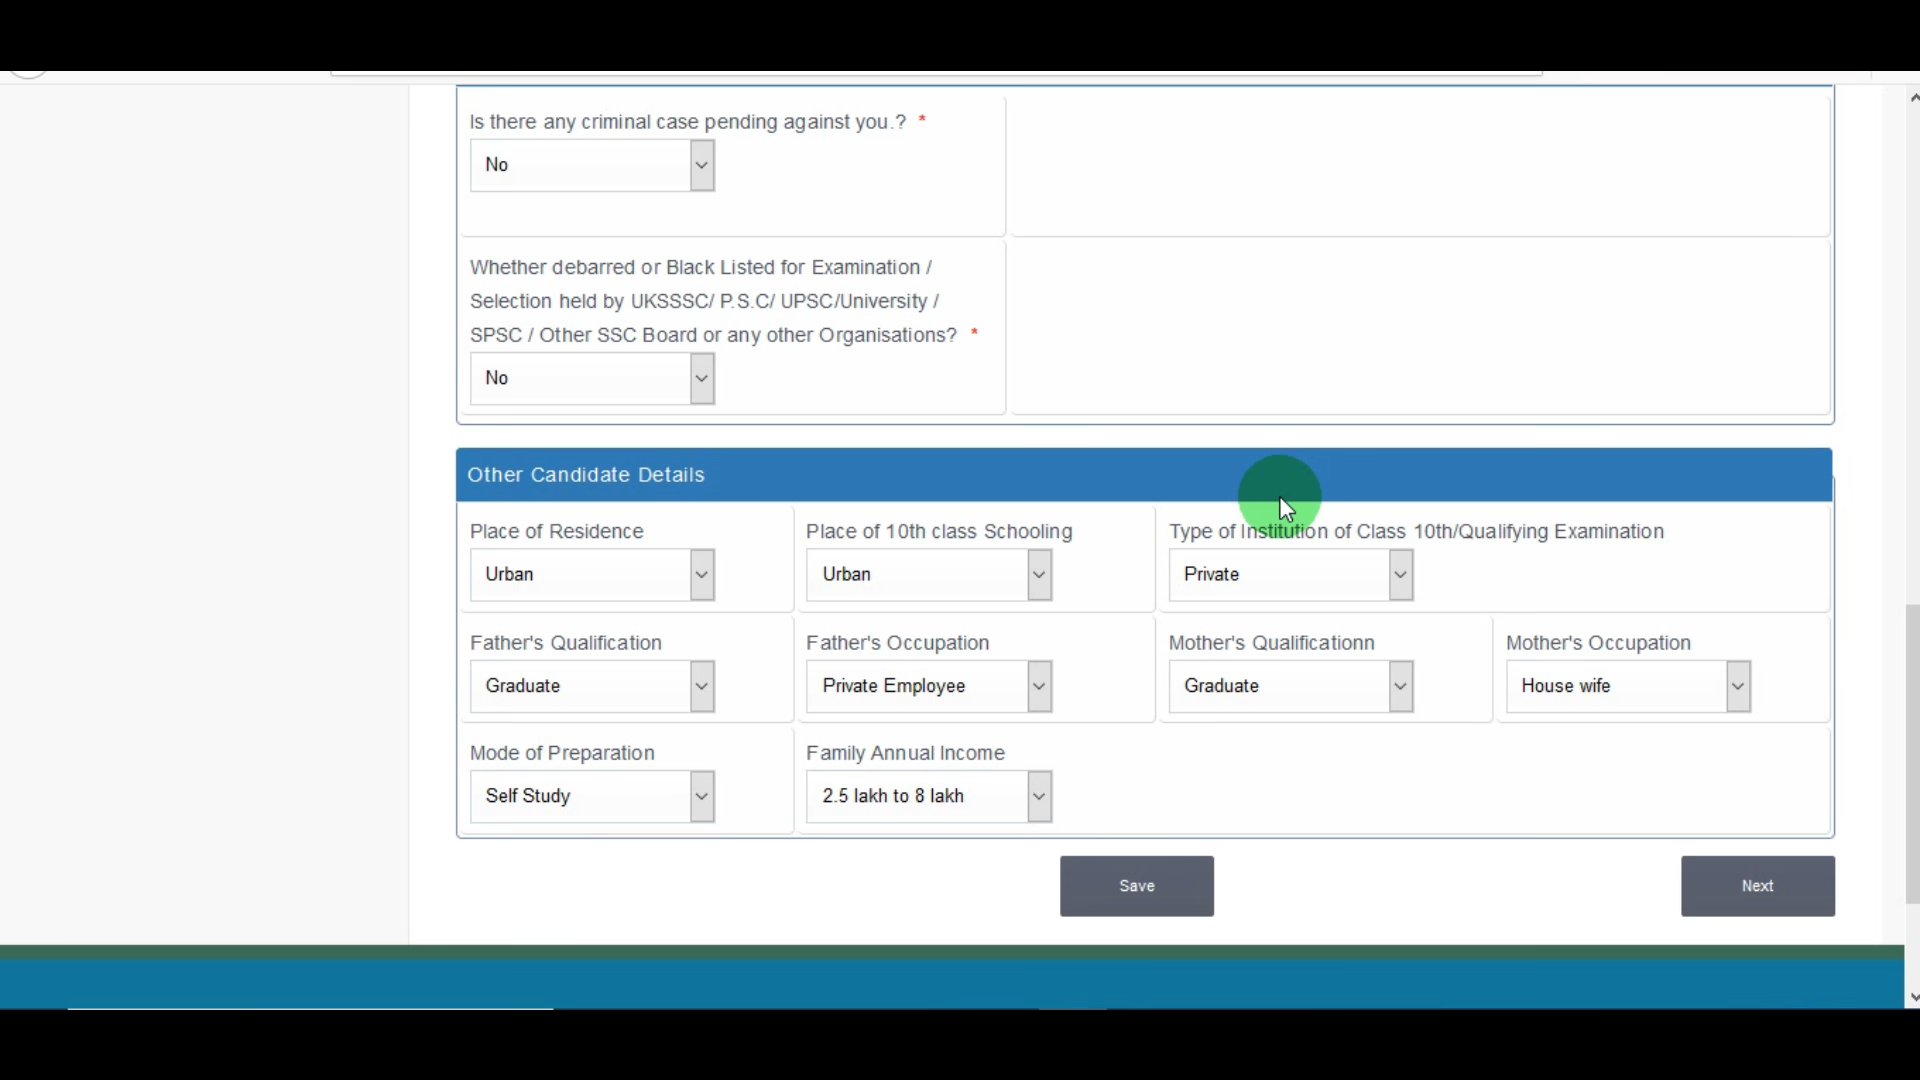 Is there any criminal case pending against you.? *
No
Whether debarred or Black Listed for Examination /
Selection held by UKSSSC/ P.S.C/ UPSC/University /
SPSC / Other SSC Board or any other Organisations? *
No
Other Candidate Details
Place of Residence
Urban
Place of 10th class Schooling
Urban
Type of Institution of Class 10th/Qualifying Examination
Private
Father's Qualification
Graduate
Father's Occupation
Private Employee
Mother's Qualificationn
Graduate
Mother's Occupation
House wife
Mode of Preparation
Self Study
Family Annual Income
2.5 lakh to 8 lakh
Save
Next